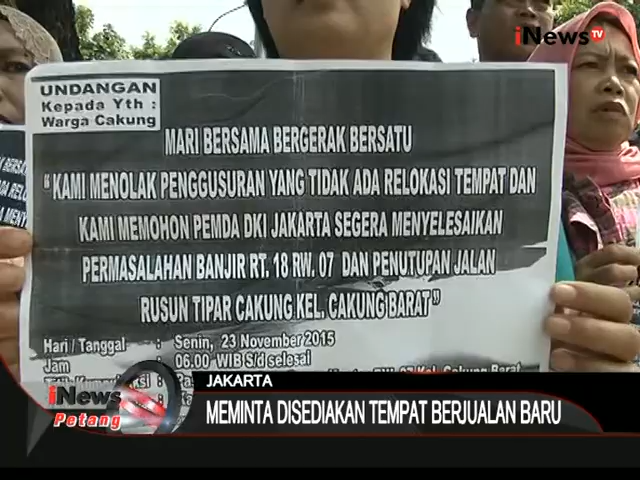 iNews TV
UNDANGAN
Kepada Yth :
Warga Cakung
MARI BERSAMA BERGERAK BERSATU
"KAMI MENOLAK PENGGUSURAN YANG TIDAK ADA RELOKASI TEMPAT DAN
KAMI MEMOHON PEMDA DKI JAKARTA SEGERA MENYELESAIKAN
PERMASALAHAN BANJIR RT. 18 RW. 07 DAN PENUTUPAN JALAN
RUSUN TIPAR CAKUNG KEL. CAKUNG BARAT"
Hari / Tanggal : Senin, 23 November 2015
Jam : 06.00 WIB S/d selesai
JAKARTA
iNews
Petang
MEMINTA DISEDIAKAN TEMPAT BERJUALAN BARU